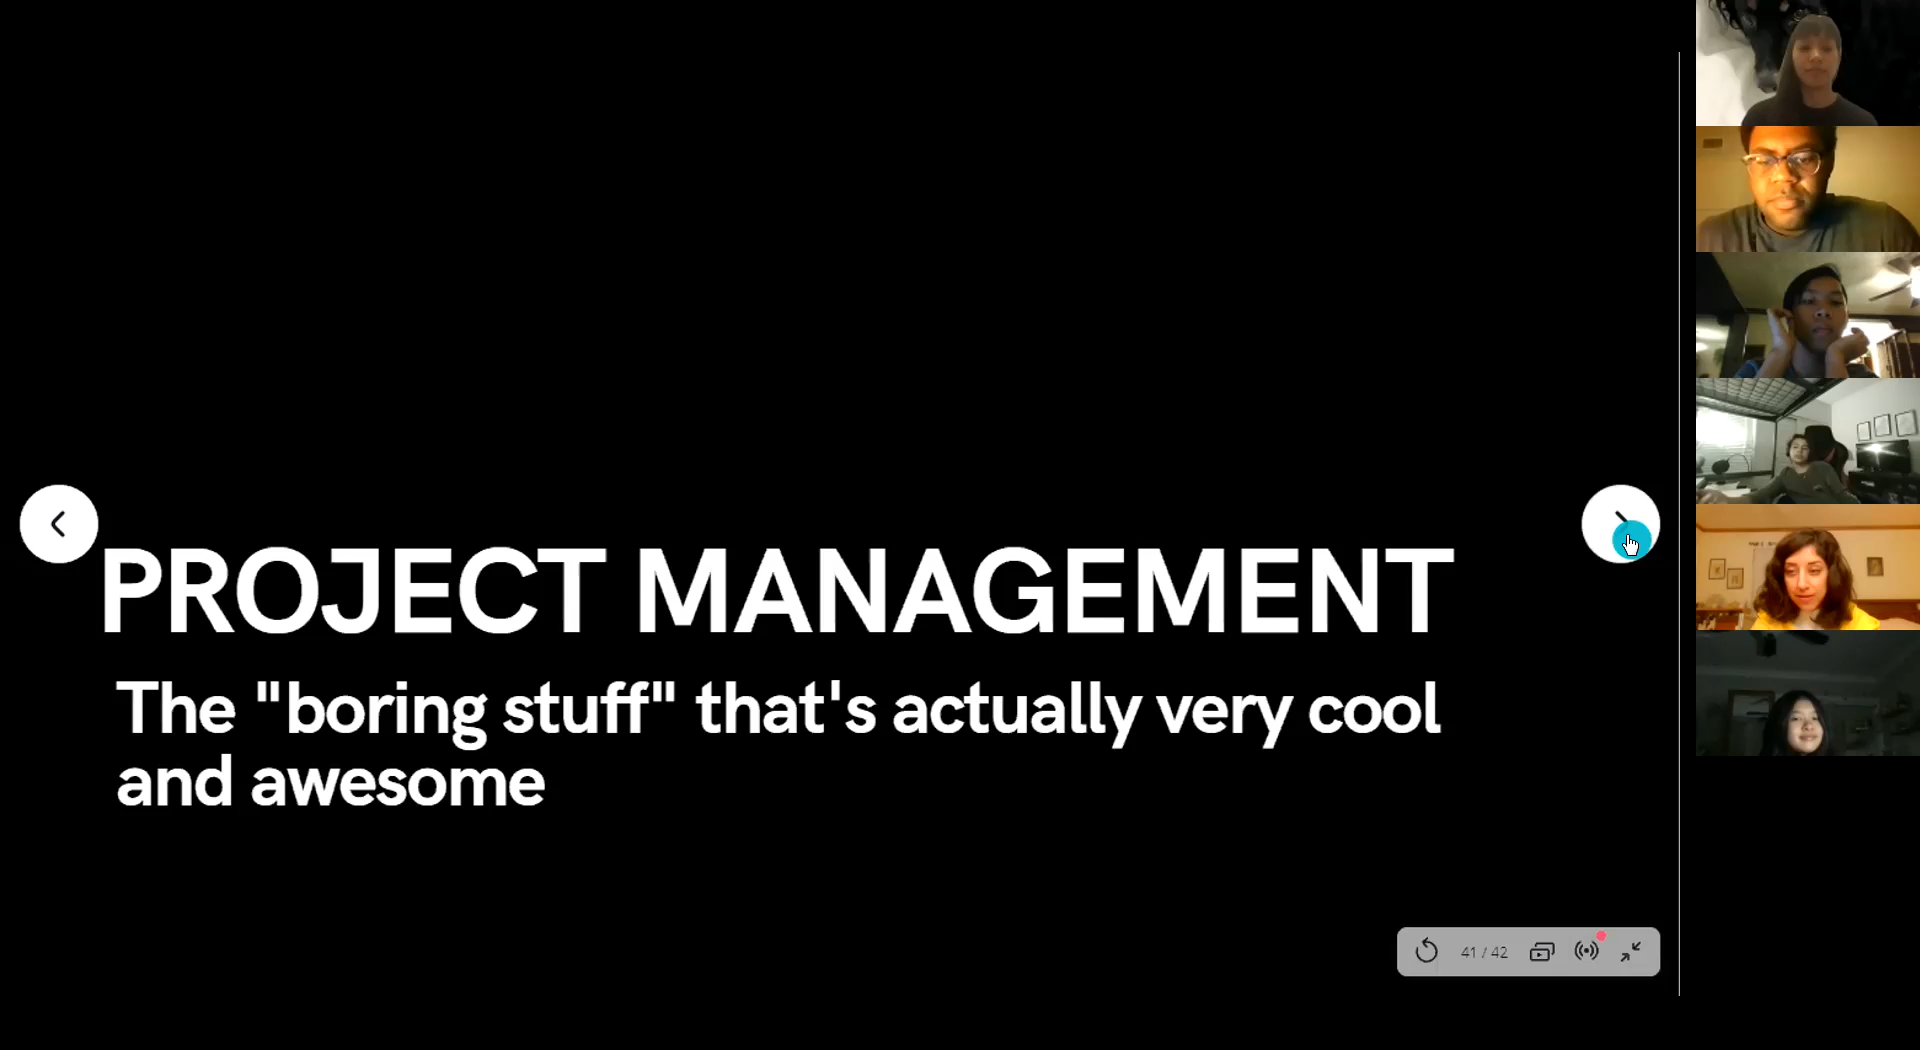 PROJECT MANAGEMENT
The "boring stuff" that's actually very cool
and awesome
41 / 42